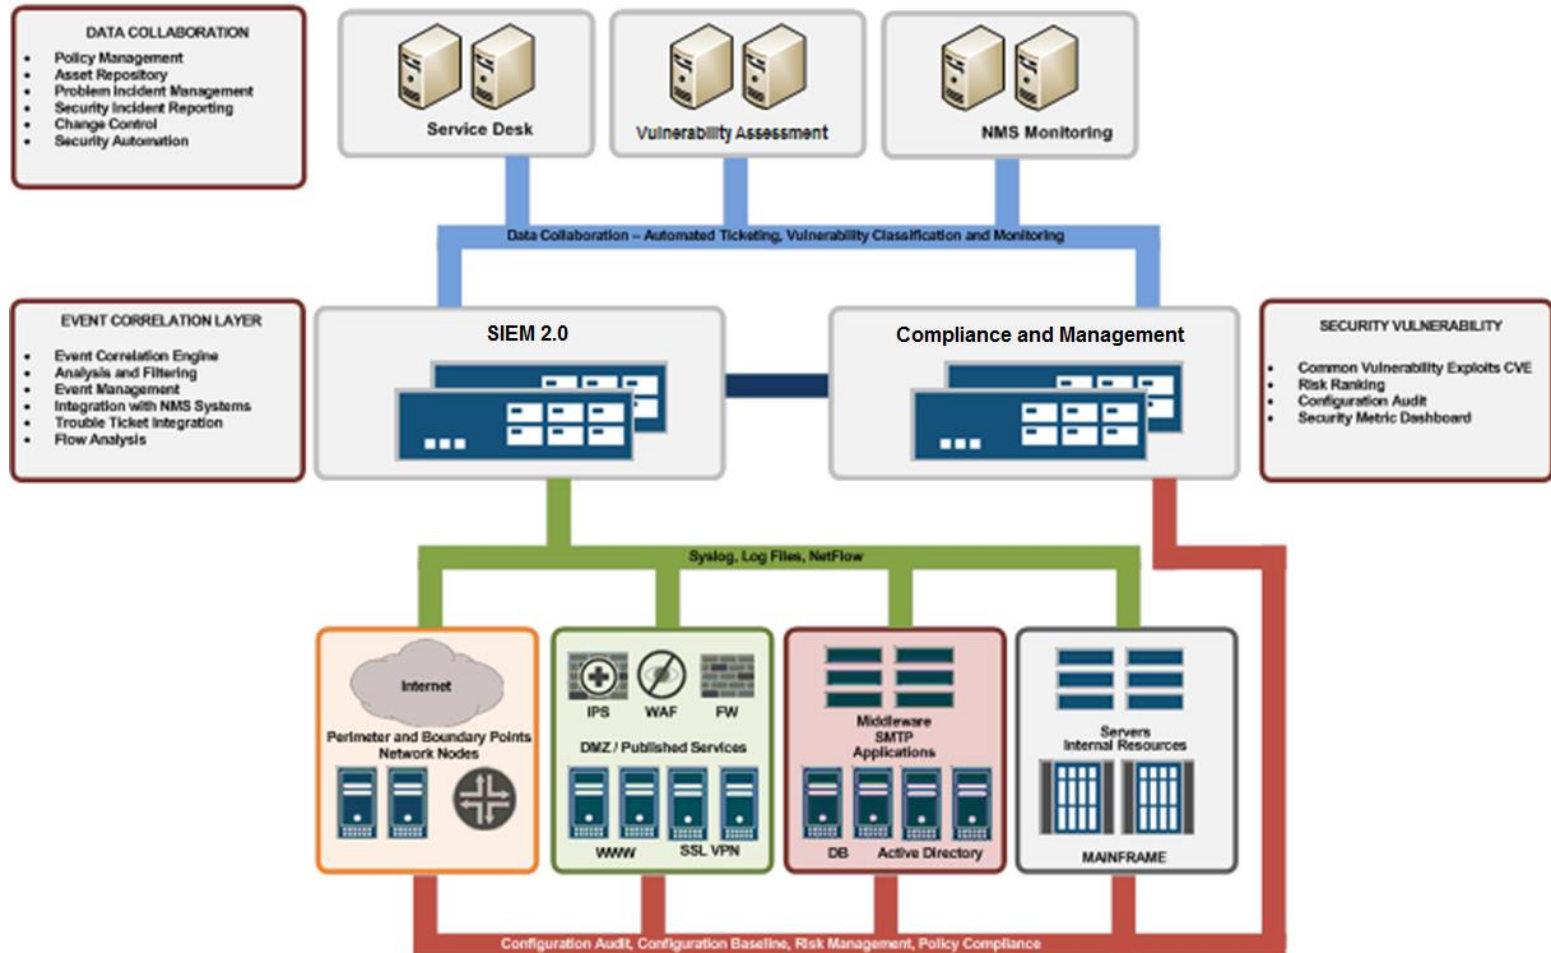 DATA COLLABORATION
• Policy Management
• Asset Repository
• Problem Incident Management
• Security Incident Reporting
• Change Control
• Security Automation
Service Desk
Vulnerability Assessment
NMS Monitoring
Data Collaboration – Automated Ticketing, Vulnerability Classification and Monitoring
EVENT CORRELATION LAYER
• Event Correlation Engine
• Analysis and Filtering
• Event Management
• Integration with NMS Systems
• Trouble Ticket Integration
• Flow Analysis
SIEM 2.0
Compliance and Management
SECURITY VULNERABILITY
• Common Vulnerability Exploits CVE
• Risk Ranking
• Configuration Audit
• Security Metric Dashboard
Syslog, Log Files, NetFlow
Internet
Perimeter and Boundary Points
Network Nodes
IPS
WAF
FW
DMZ / Published Services
WWW
SSL VPN
Middleware
SMTP
Applications
DB
Active Directory
Servers
Internal Resources
MAINFRAME
Configuration Audit, Configuration Baseline, Risk Management, Policy Compliance